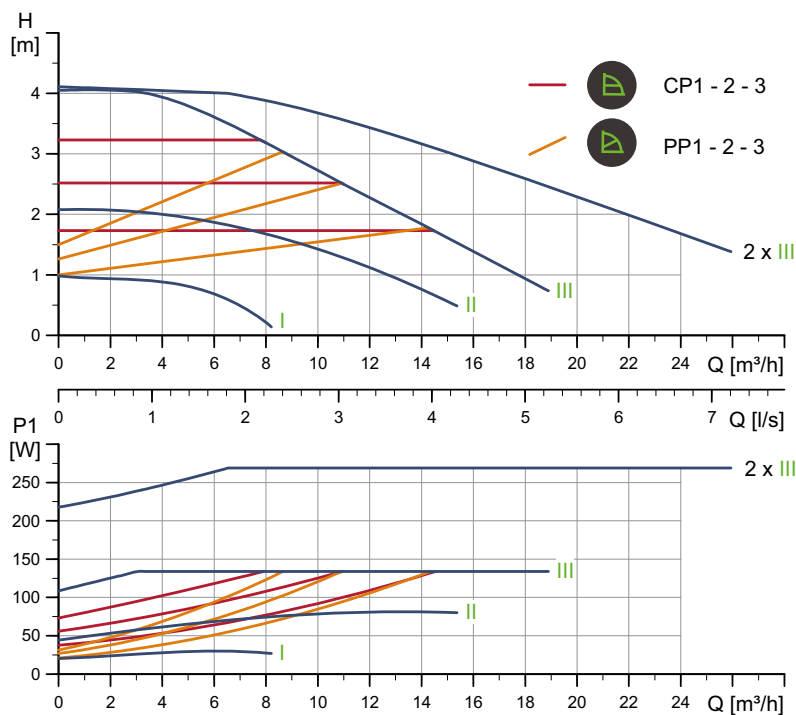 H
[m]
4
3
2
1
0
CP1 - 2 - 3
PP1 - 2 - 3
2 x III
III
II
I
0 2 4 6 8 10 12 14 16 18 20 22 24 Q [m³/h]
0 1 2 3 4 5 6 7 Q [l/s]
P1
[W]
250
200
150
100
50
0
2 x III
III
II
I
0 2 4 6 8 10 12 14 16 18 20 22 24 Q [m³/h]